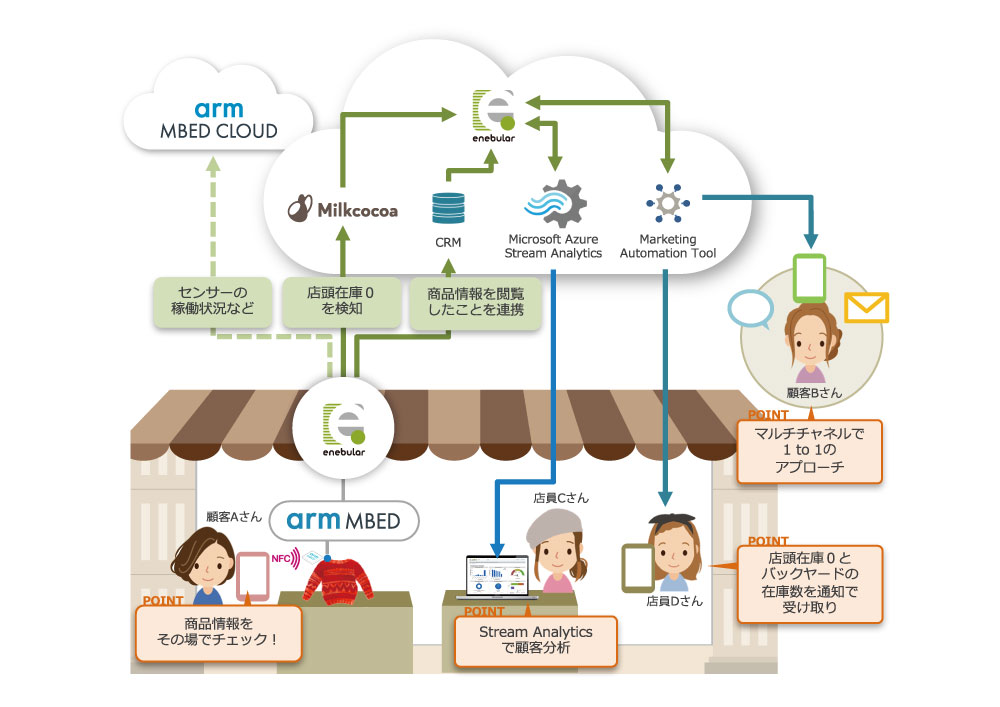 arm
MBED CLOUD
enebular
Milkcocoa
CRM
Microsoft Azure
Stream Analytics
Marketing
Automation Tool
センサーの
稼働状況など
店頭在庫０
を検知
商品情報を閲覧
したことを連携
顧客Bさん
POINT
マルチチャネルで
1 to 1の
アプローチ
enebular
arm MBED
顧客Aさん
NFC
店員Cさん
店員Dさん
POINT
商品情報を
その場でチェック！
POINT
Stream Analytics
で顧客分析
POINT
店頭在庫０と
バックヤードの
在庫数を通知で
受け取り